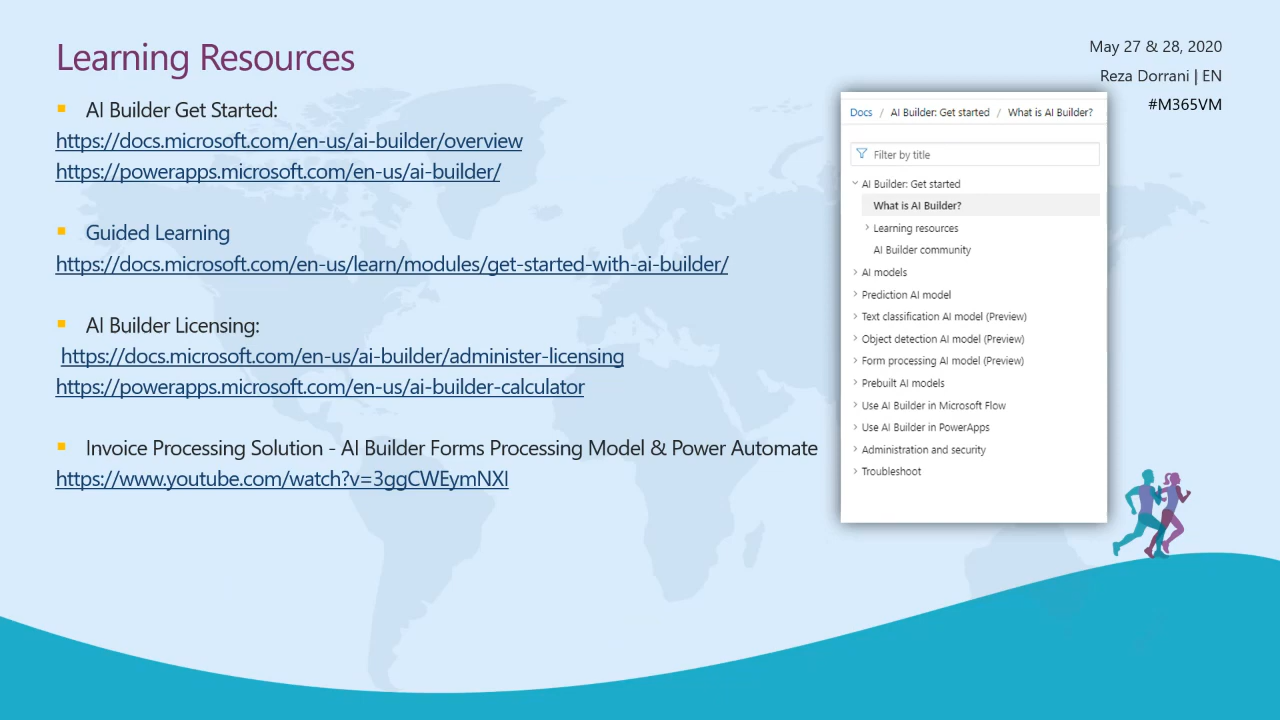 Learning Resources
May 27 & 28, 2020
Reza Dorrani | EN
#M365VM
AI Builder Get Started:
https://docs.microsoft.com/en-us/ai-builder/overview
https://powerapps.microsoft.com/en-us/ai-builder/
Guided Learning
https://docs.microsoft.com/en-us/learn/modules/get-started-with-ai-builder/
AI Builder Licensing:
https://docs.microsoft.com/en-us/ai-builder/administer-licensing
https://powerapps.microsoft.com/en-us/ai-builder-calculator
Invoice Processing Solution - AI Builder Forms Processing Model & Power Automate
https://www.youtube.com/watch?v=3ggCWEymNXI
Docs / AI Builder: Get started / What is AI Builder?
Filter by title
AI Builder: Get started
What is AI Builder?
Learning resources
AI Builder community
AI models
Prediction AI model
Text classification AI model (Preview)
Object detection AI model (Preview)
Form processing AI model (Preview)
Prebuilt AI models
Use AI Builder in Microsoft Flow
Use AI Builder in PowerApps
Administration and security
Troubleshoot